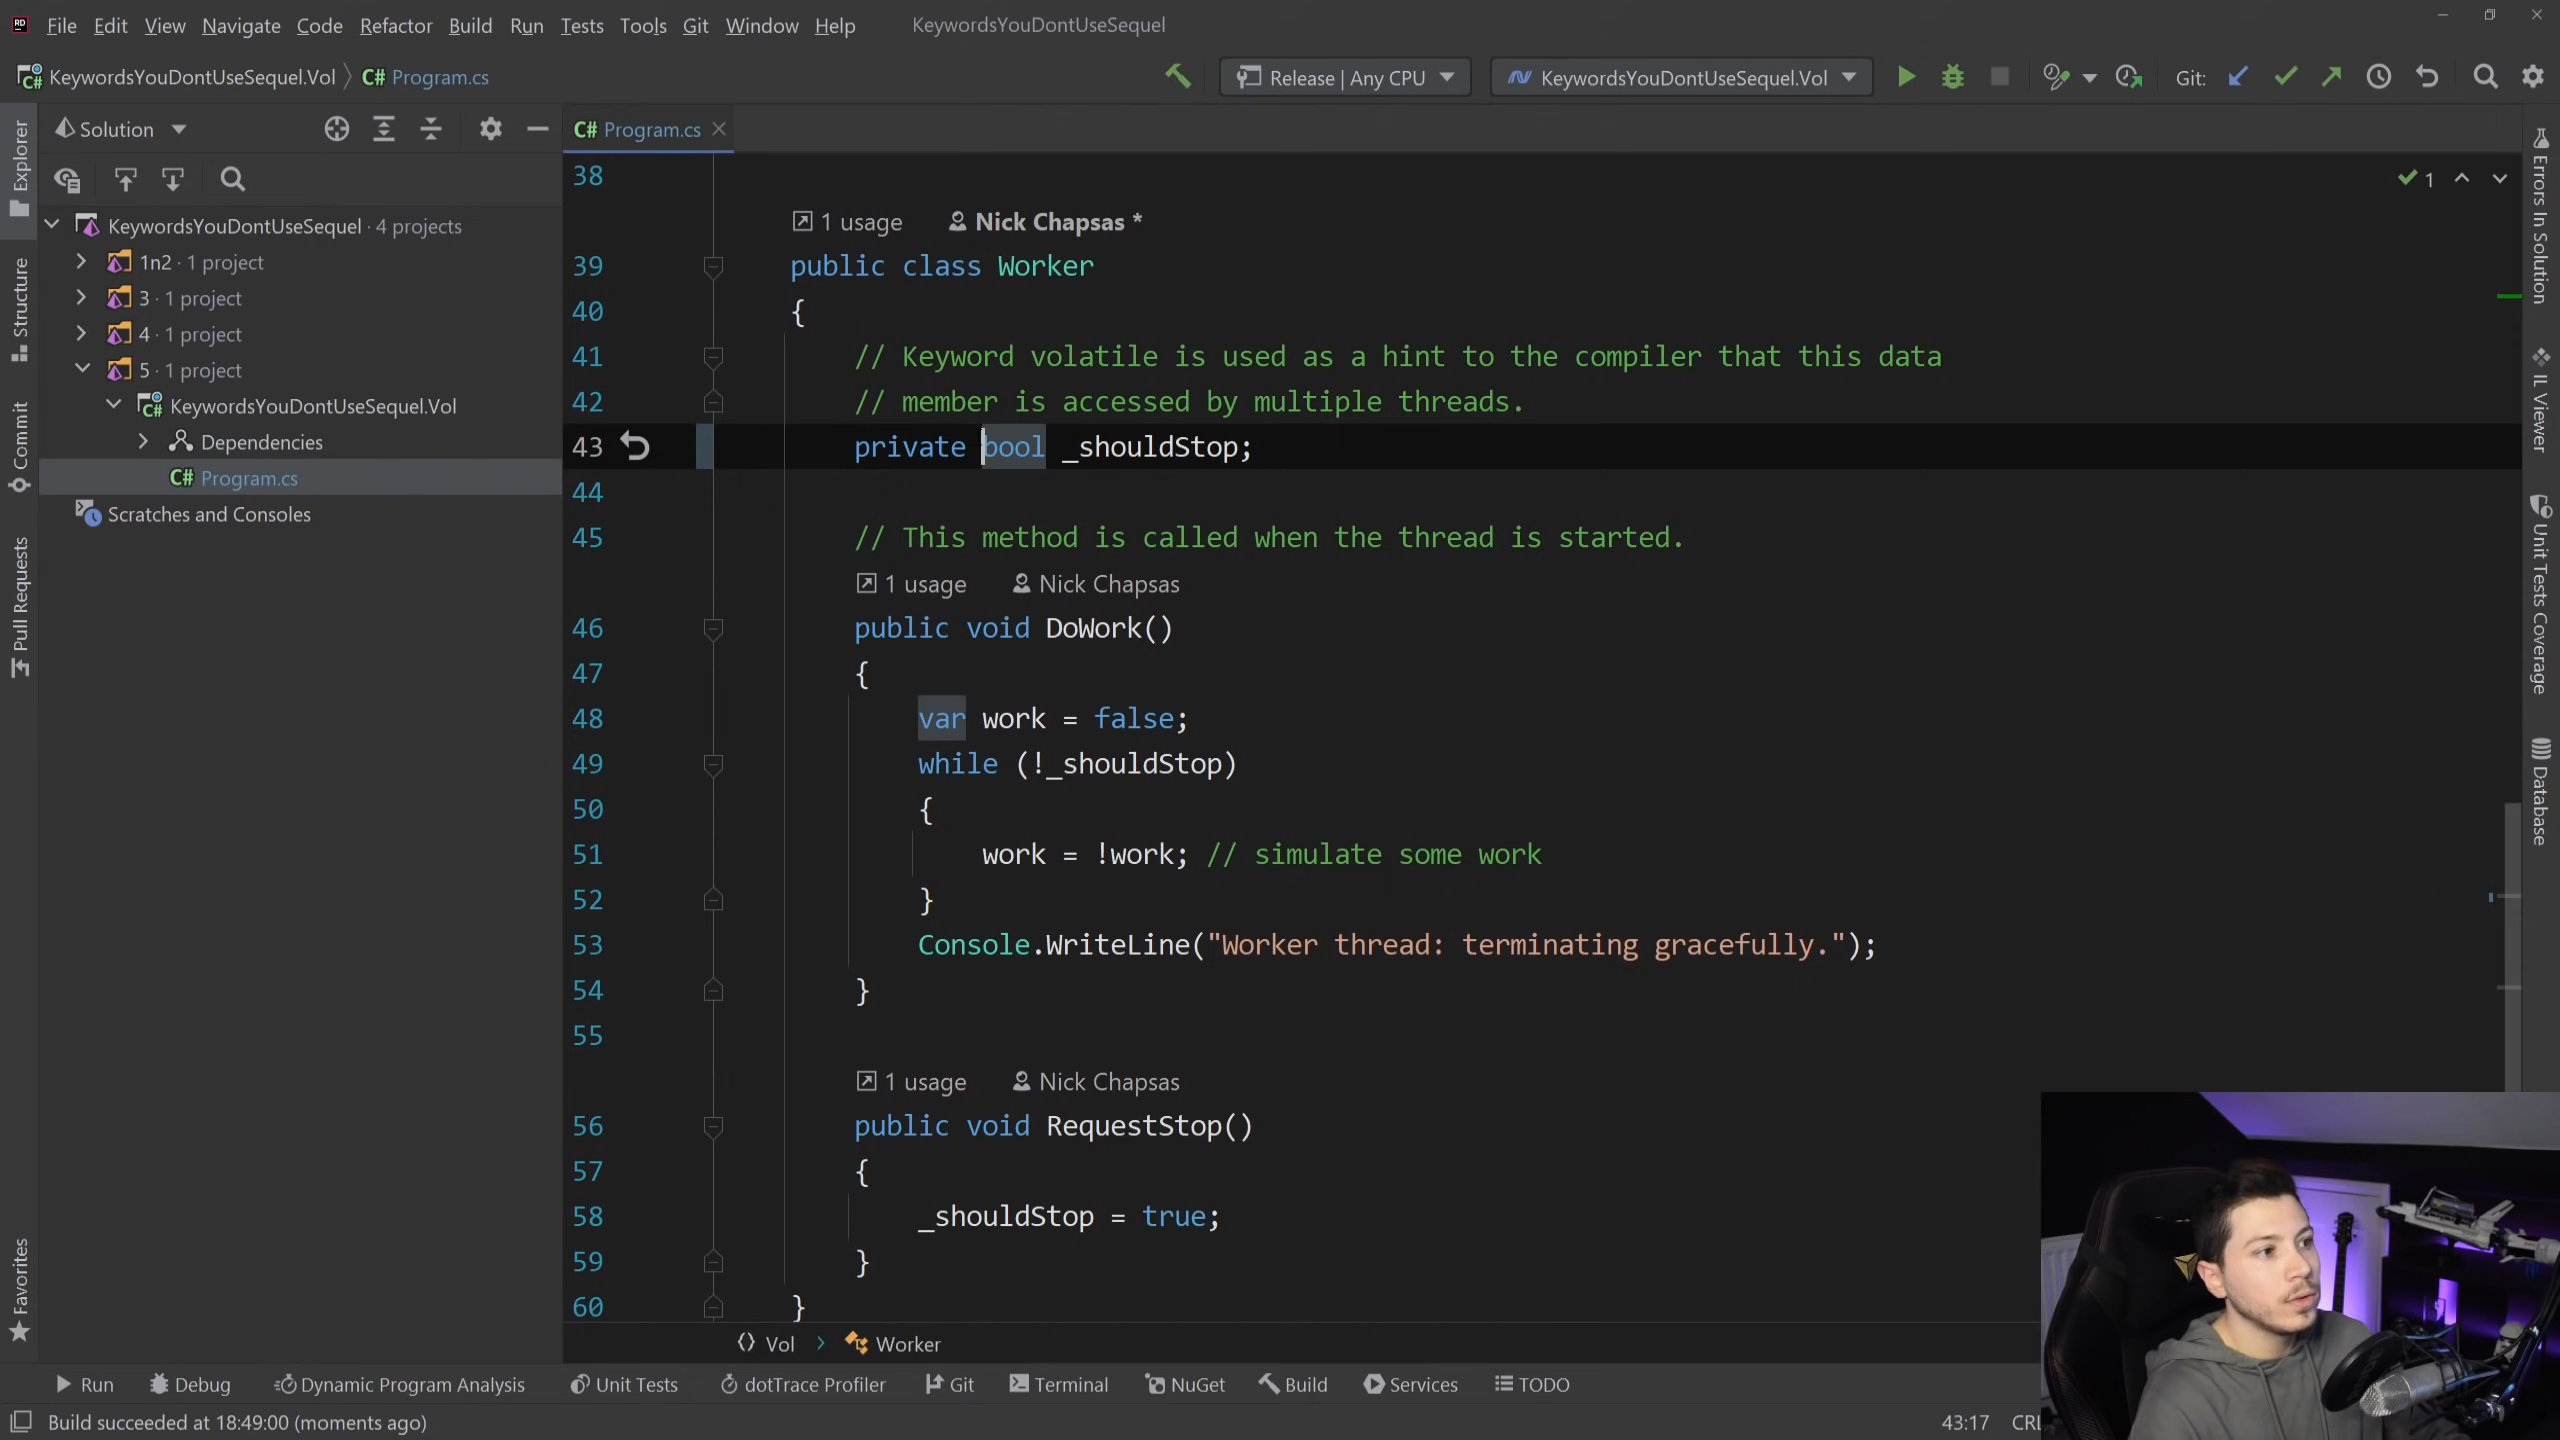 File Edit View Navigate Code Refactor Build Run Tests Tools Git Window Help KeywordsYouDontUseSequel
KeywordsYouDontUseSequel.Vol C# Program.cs Release | Any CPU KeywordsYouDontUseSequel.Vol Git:
Solution
C# Program.cs
KeywordsYouDontUseSequel · 4 projects
1n2 · 1 project
3 · 1 project
4 · 1 project
5 · 1 project
KeywordsYouDontUseSequel.Vol
Dependencies
C# Program.cs
Scratches and Consoles
Explorer
Structure
Commit
Pull Requests
Favorites
1
38
1 usage Nick Chapsas *
39 public class Worker
40 {
41 // Keyword volatile is used as a hint to the compiler that this data
42 // member is accessed by multiple threads.
43 private bool _shouldStop;
44
45 // This method is called when the thread is started.
1 usage Nick Chapsas
46 public void DoWork()
47 {
48 var work = false;
49 while (!_shouldStop)
50 {
51 work = !work; // simulate some work
52 }
53 Console.WriteLine("Worker thread: terminating gracefully.");
54 }
55
1 usage Nick Chapsas
56 public void RequestStop()
57 {
58 _shouldStop = true;
59 }
60 }
Vol Worker
Errors In Solution
IL Viewer
Unit Tests Coverage
Database
Run Debug Dynamic Program Analysis Unit Tests dotTrace Profiler Git Terminal NuGet Build Services TODO
Build succeeded at 18:49:00 (moments ago) 43:17